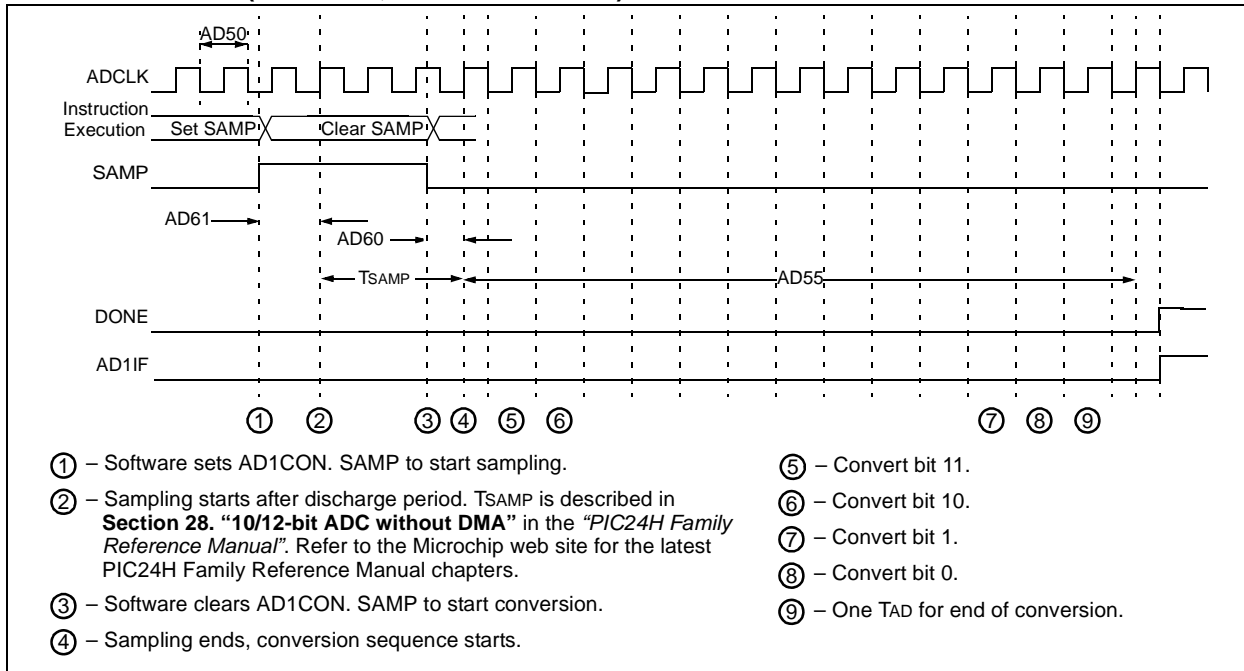 AD50
ADCLK
Instruction
Execution
Set SAMP
Clear SAMP
SAMP
AD61
AD60
TSAMP
AD55
DONE
AD1IF
1 2 3 4 5 6 7 8 9
1 – Software sets AD1CON. SAMP to start sampling.
2 – Sampling starts after discharge period. TSAMP is described in
Section 28. “10/12-bit ADC without DMA” in the “PIC24H Family
Reference Manual”. Refer to the Microchip web site for the latest
PIC24H Family Reference Manual chapters.
3 – Software clears AD1CON. SAMP to start conversion.
4 – Sampling ends, conversion sequence starts.
5 – Convert bit 11.
6 – Convert bit 10.
7 – Convert bit 1.
8 – Convert bit 0.
9 – One TAD for end of conversion.